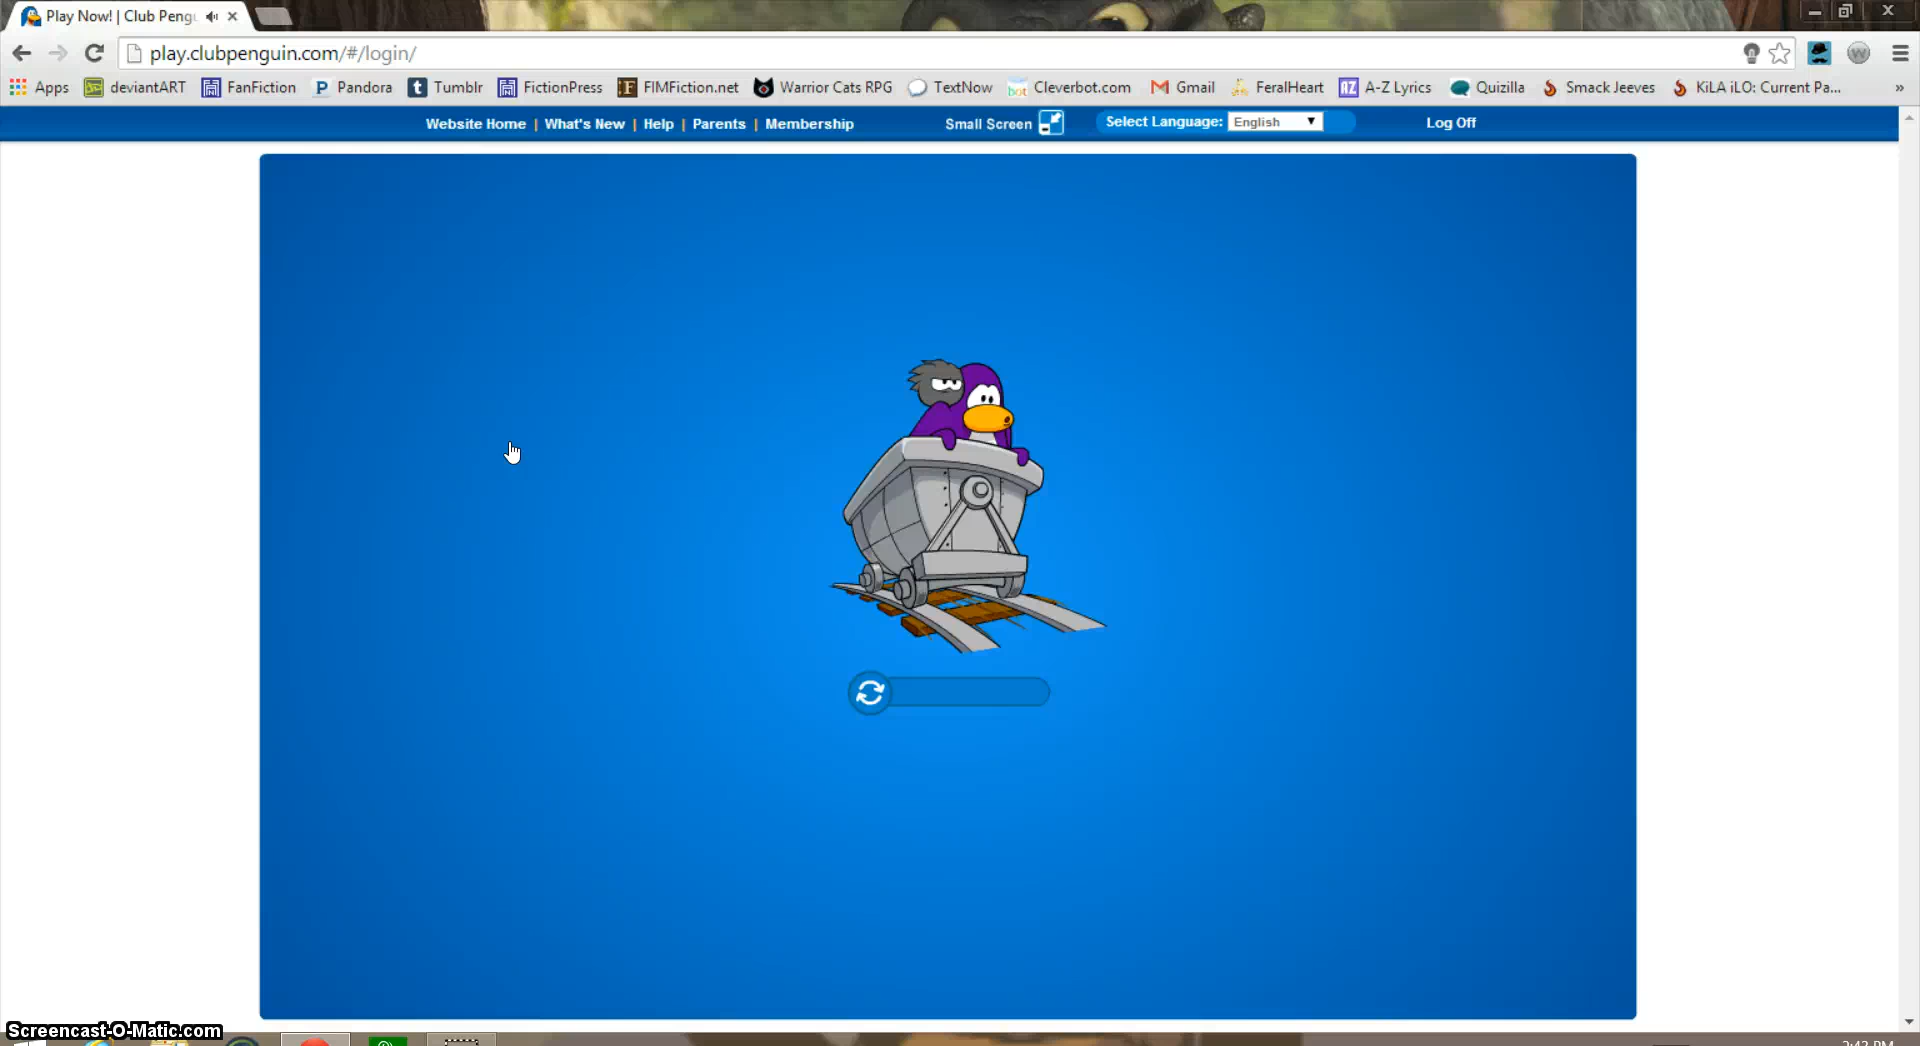 Play Now! | Club Pengu
play.clubpenguin.com/#/login/
Apps deviantART FanFiction Pandora Tumblr FictionPress FIMFiction.net Warrior Cats RPG TextNow Cleverbot.com Gmail FeralHeart A-Z Lyrics Quizilla Smack Jeeves KiLA iLO: Current Pa... »
Website Home | What's New | Help | Parents | Membership Small Screen Select Language: English Log Off
Screencast-O-Matic.com